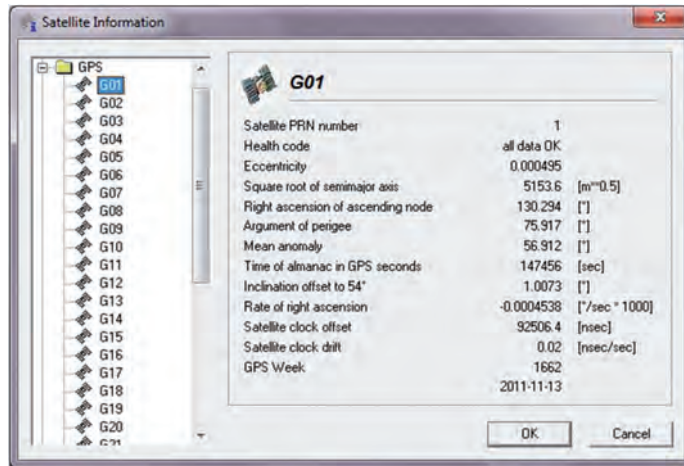 Satellite Information
GPS
G01
G02
G03
G04
G05
G06
G07
G08
G09
G10
G11
G12
G13
G14
G15
G16
G17
G18
G19
G20
G21
G01
Satellite PRN number 1
Health code all data OK
Eccentricity 0.000495
Square root of semimajor axis 5153.6 [m**0.5]
Right ascension of ascending node 130.294 [°]
Argument of perigee 75.917 [°]
Mean anomaly 56.912 [°]
Time of almanac in GPS seconds 147456 [sec]
Inclination offset to 54° 1.0073 [°]
Rate of right ascension -0.0004538 [°/sec * 1000]
Satellite clock offset 92506.4 [nsec]
Satellite clock drift 0.02 [nsec/sec]
GPS Week 1662
2011-11-13
OK Cancel